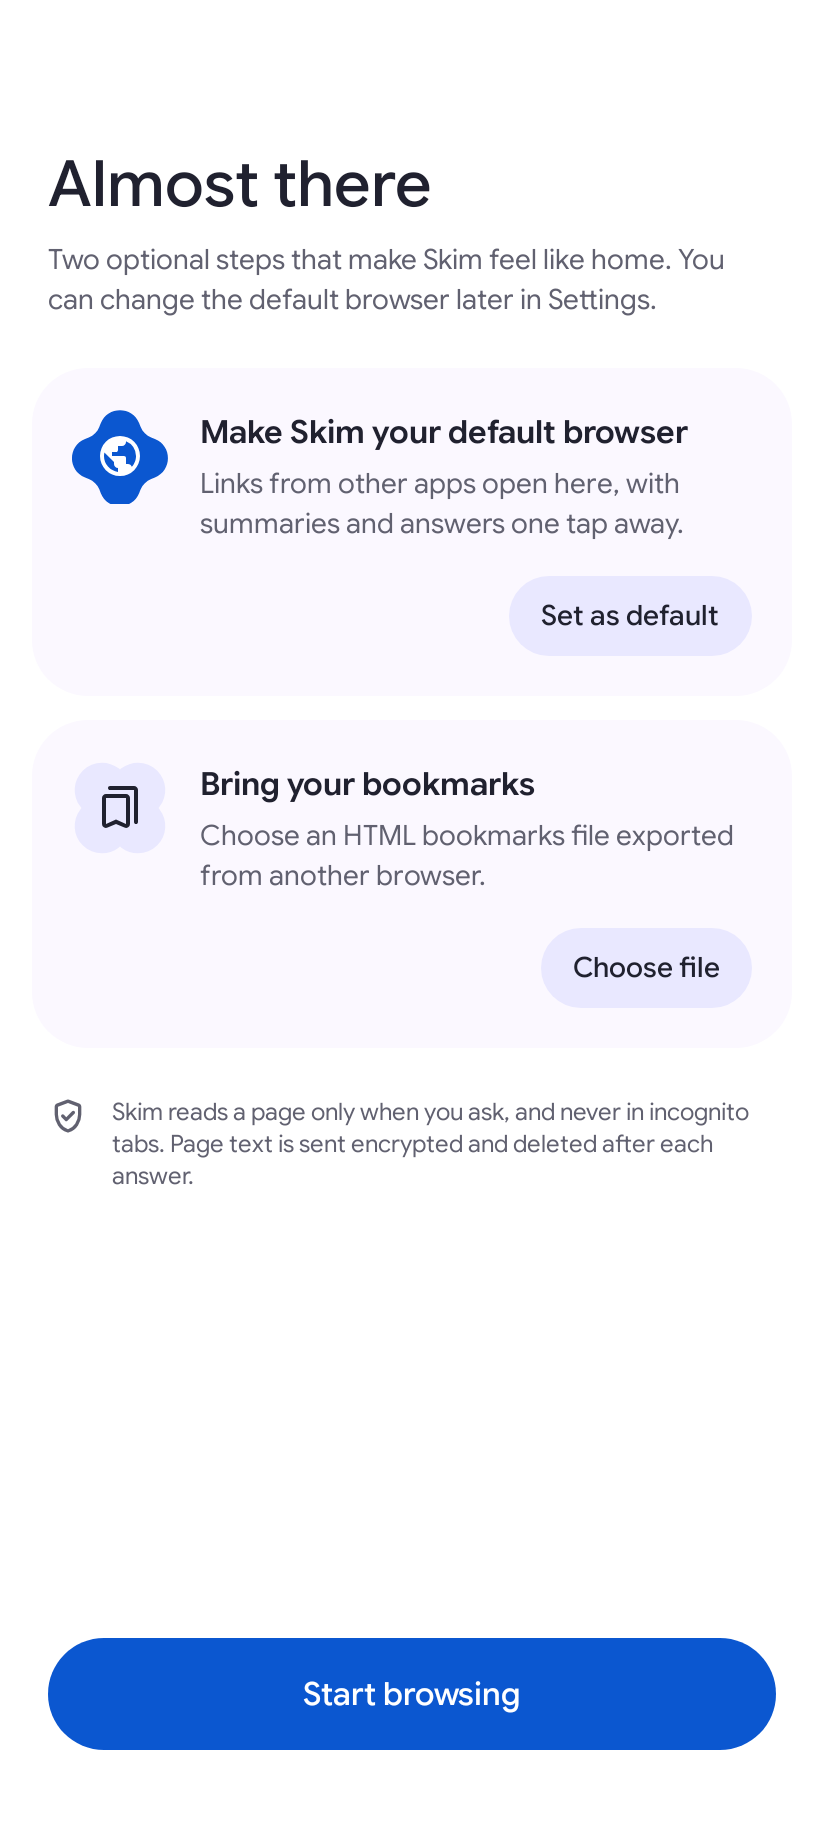 Almost there
Two optional steps that make Skim feel like home. You
can change the default browser later in Settings.
Make Skim your default browser
Links from other apps open here, with
summaries and answers one tap away.
Set as default
Bring your bookmarks
Choose an HTML bookmarks file exported
from another browser.
Choose file
Skim reads a page only when you ask, and never in incognito
tabs. Page text is sent encrypted and deleted after each
answer.
Start browsing